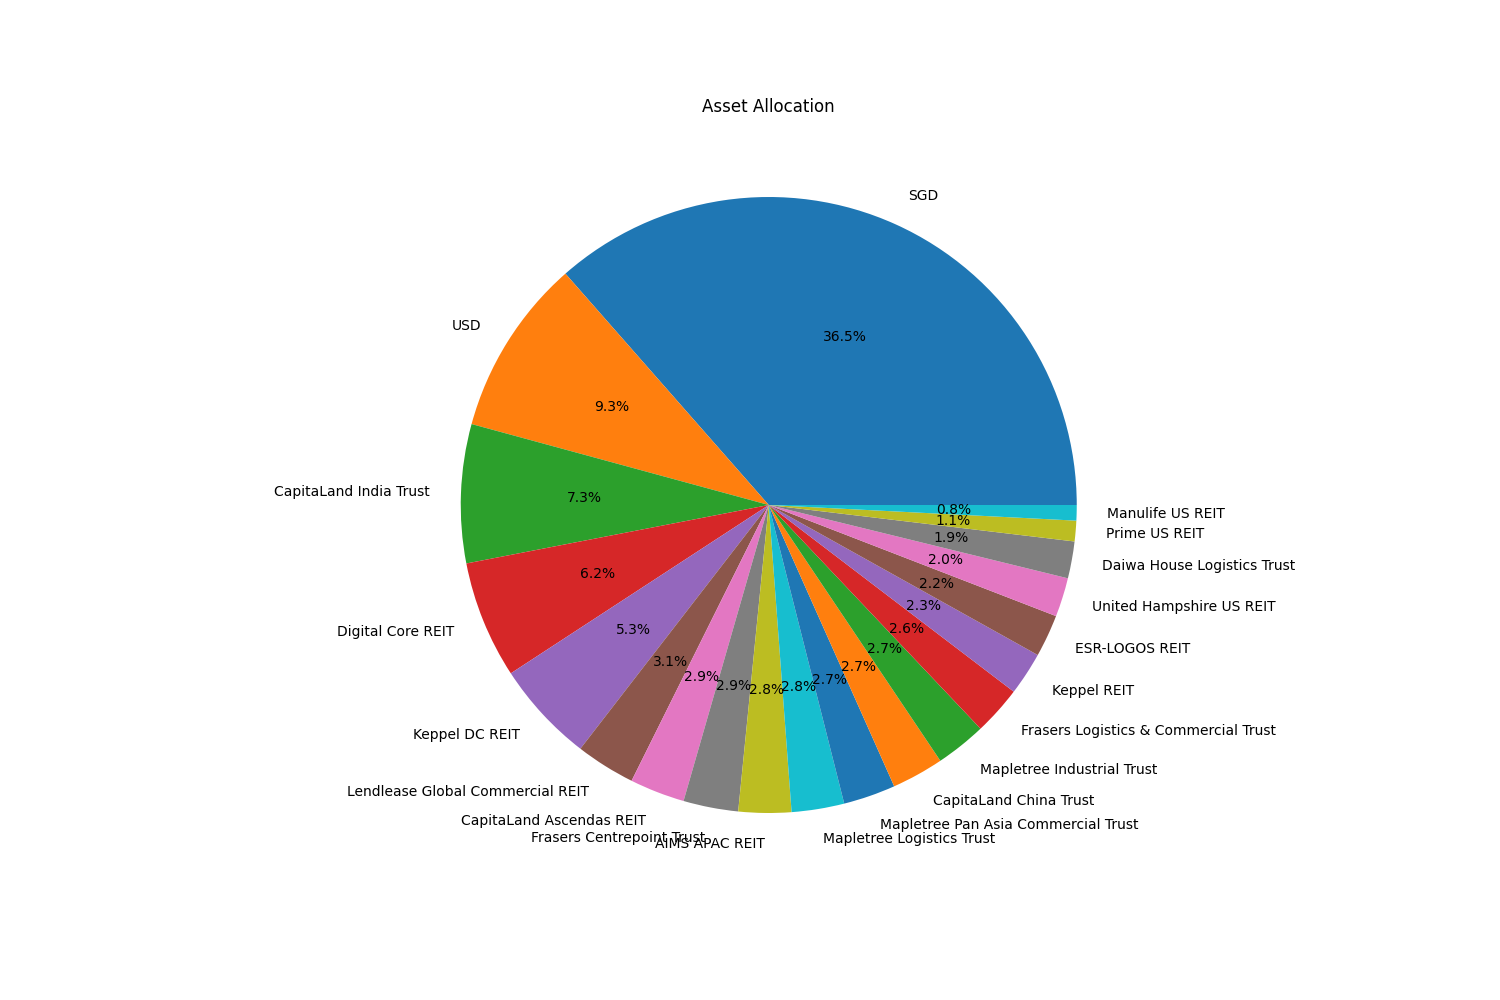 Asset Allocation
SGD
36.5%
USD
9.3%
CapitaLand India Trust
7.3%
Digital Core REIT
6.2%
Keppel DC REIT
5.3%
Lendlease Global Commercial REIT
3.1%
CapitaLand Ascendas REIT
2.9%
Frasers Centrepoint Trust
2.9%
AIMS APAC REIT
2.8%
Mapletree Logistics Trust
2.8%
Mapletree Pan Asia Commercial Trust
2.7%
CapitaLand China Trust
2.7%
Mapletree Industrial Trust
2.7%
Frasers Logistics & Commercial Trust
2.6%
Keppel REIT
2.3%
ESR-LOGOS REIT
2.2%
United Hampshire US REIT
2.0%
Daiwa House Logistics Trust
1.9%
Prime US REIT
1.1%
Manulife US REIT
0.8%